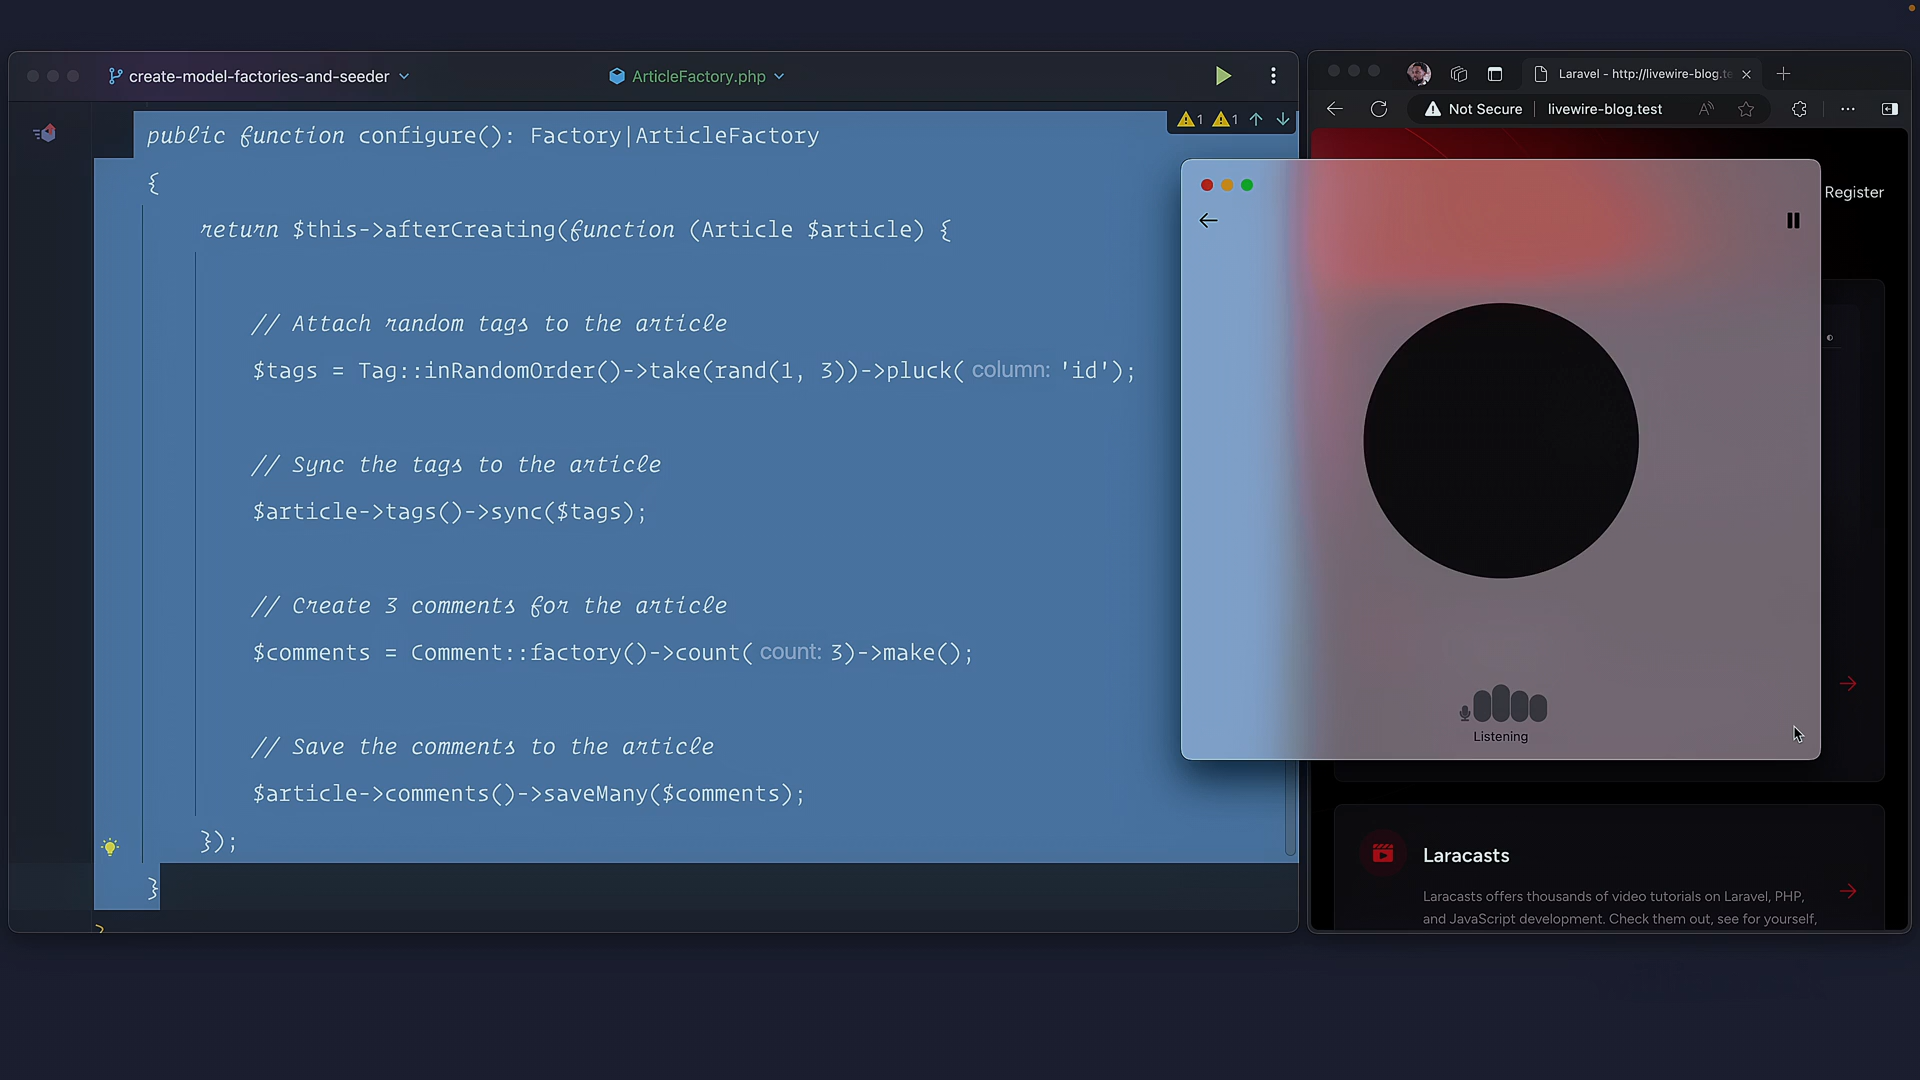 create-model-factories-and-seeder
ArticleFactory.php
public function configure(): Factory|ArticleFactory
{
return $this->afterCreating(function (Article $article) {
// Attach random tags to the article
$tags = Tag::inRandomOrder()->take(rand(1, 3))->pluck( column: 'id');
// Sync the tags to the article
$article->tags()->sync($tags);
// Create 3 comments for the article
$comments = Comment::factory()->count( count: 3)->make();
// Save the comments to the article
$article->comments()->saveMany($comments);
});
}
1 1
Laravel - http://livewire-blog.te
Not Secure livewire-blog.test
Register
Listening
Laracasts
Laracasts offers thousands of video tutorials on Laravel, PHP,
and JavaScript development. Check them out, see for yourself,